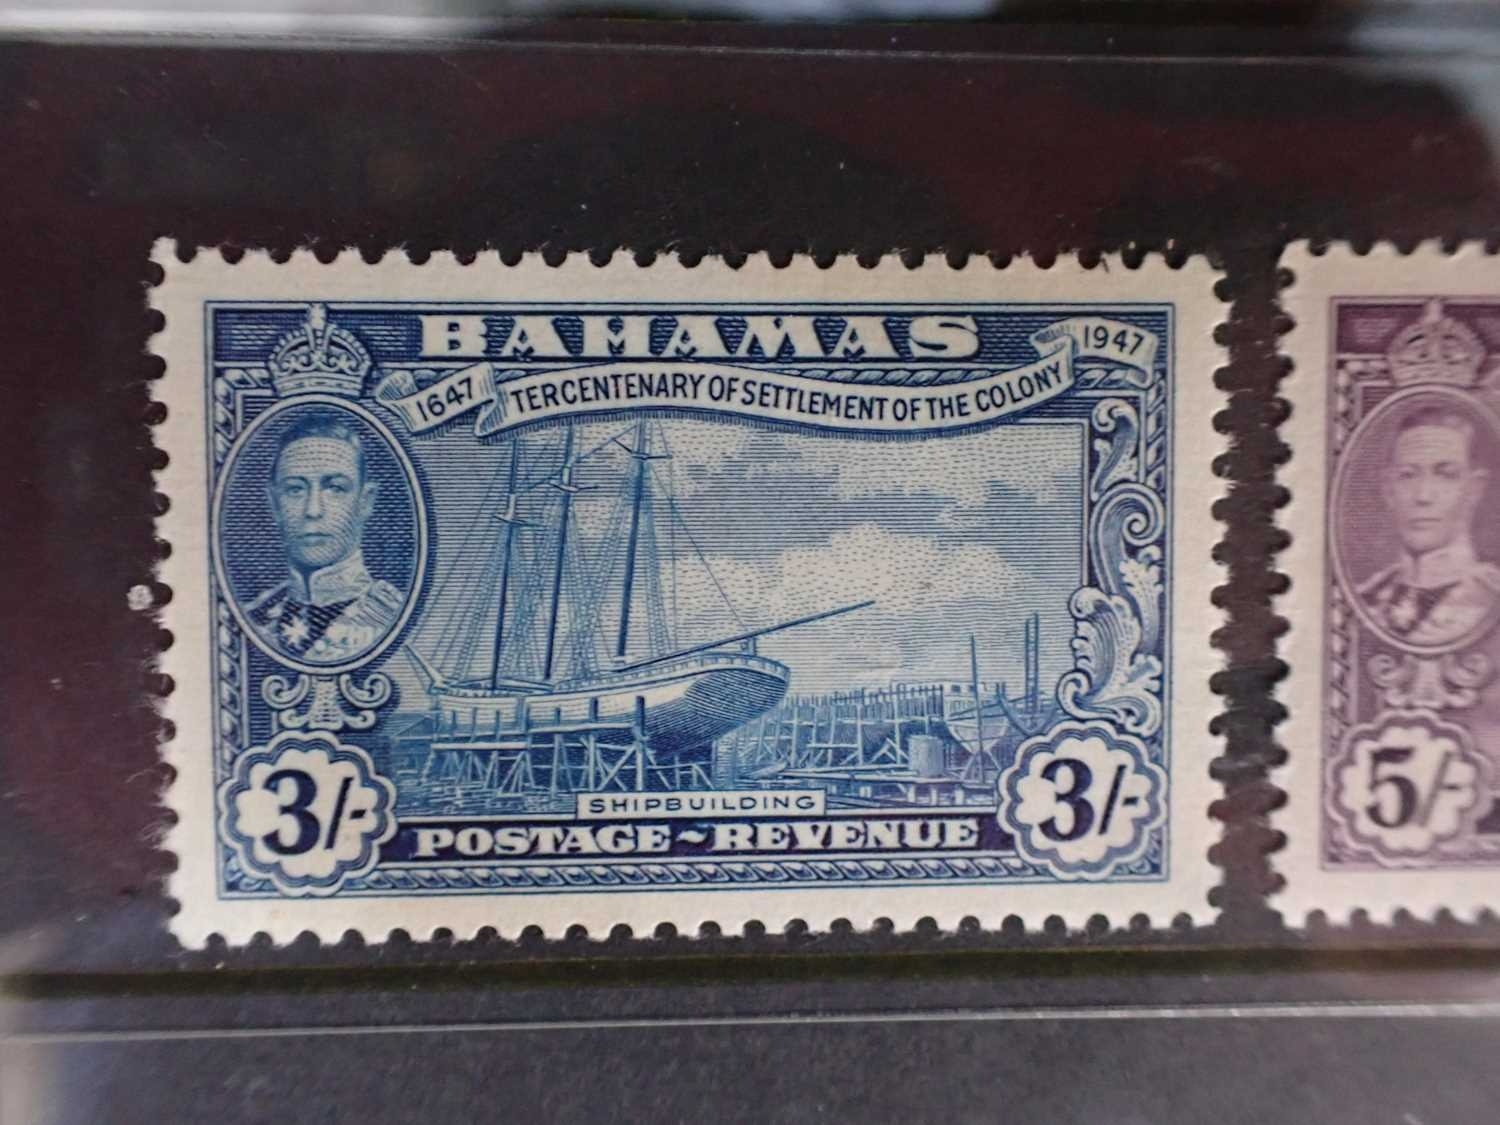 BAHAMAS
1647 TERCENTENARY OF SETTLEMENT OF THE COLONY 1947
3/- 3/-
SHIPBUILDING
POSTAGE~REVENUE
5/-